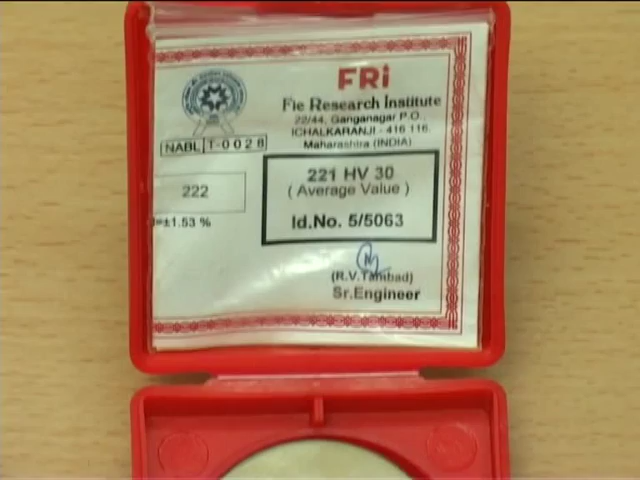 FRi
Fie Research Institute
22/44, Ganganagar P.O.,
ICHALKARANJI - 416 116.
Maharashtra (INDIA)
NABL T-0028
221 HV 30
( Average Value )
Id.No. 5/5063
222
=±1.53 %
(R.V.Tambad)
Sr.Engineer